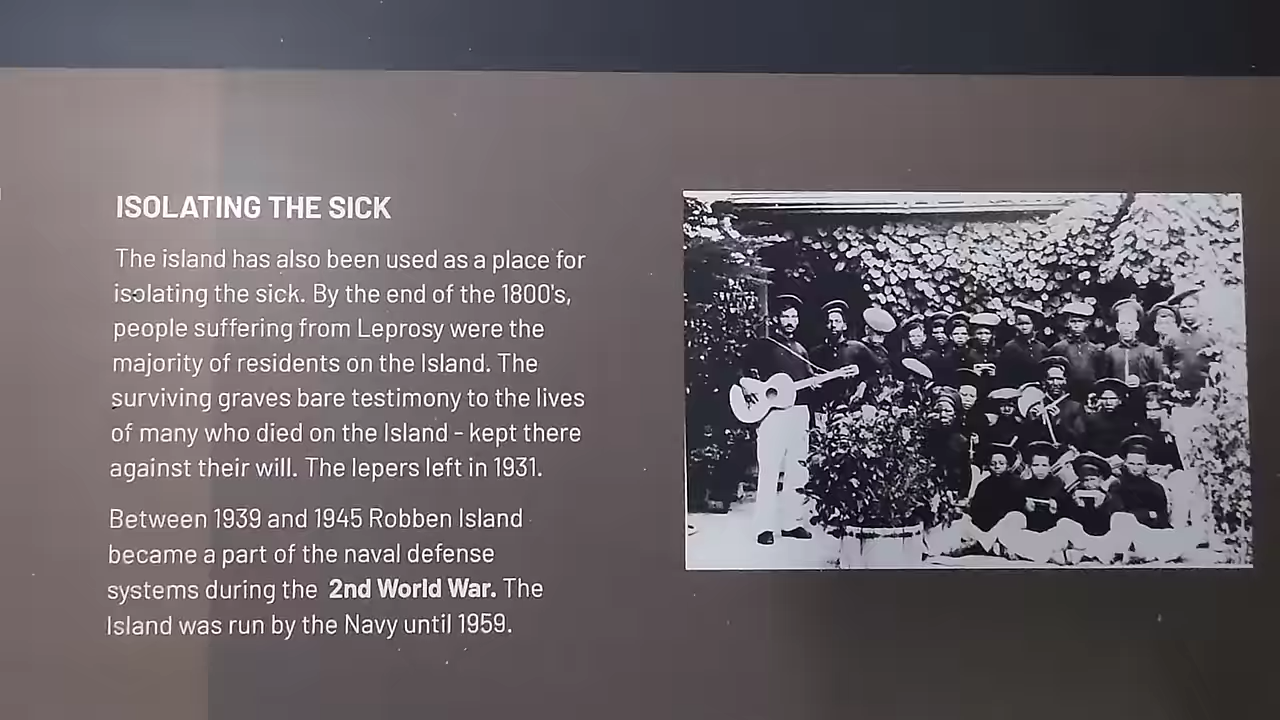 ISOLATING THE SICK
The island has also been used as a place for
isolating the sick. By the end of the 1800's,
people suffering from Leprosy were the
majority of residents on the Island. The
surviving graves bare testimony to the lives
of many who died on the Island - kept there
against their will. The lepers left in 1931.
Between 1939 and 1945 Robben Island
became a part of the naval defense
systems during the 2nd World War. The
Island was run by the Navy until 1959.